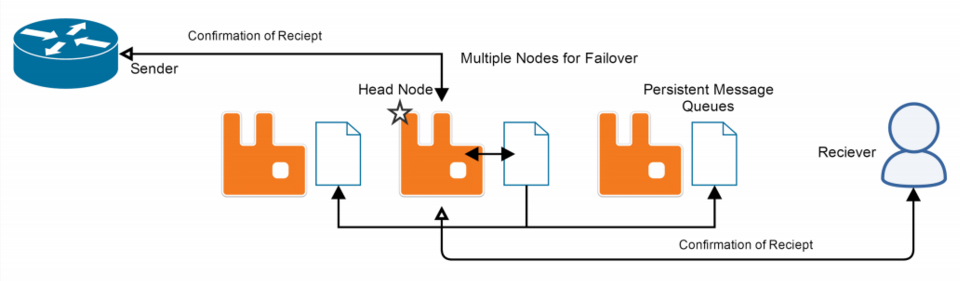 Confirmation of Reciept
Sender
Multiple Nodes for Failover
Head Node
Persistent Message
Queues
Reciever
Confirmation of Reciept